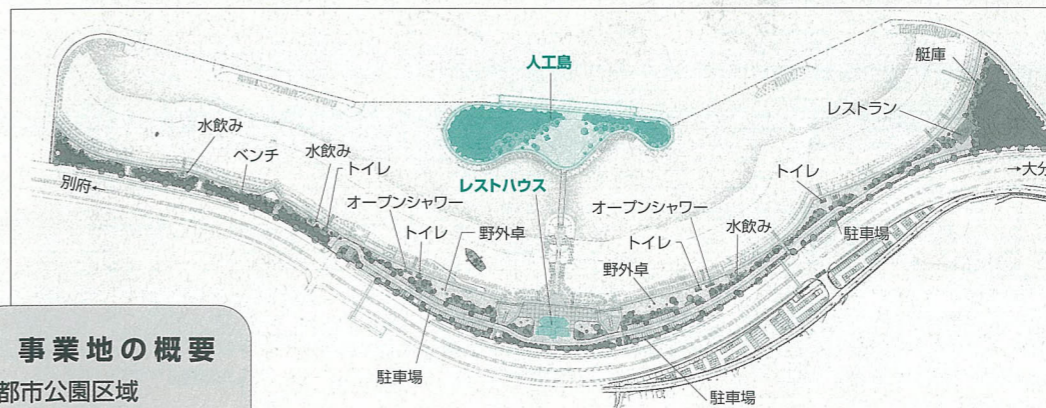 人工島
艇庫
レストラン
水飲み
ベンチ
水飲み
トイレ
別府←
レストハウス
オープンシャワー
トイレ
野外卓
オープンシャワー
トイレ
水飲み
野外卓
トイレ
→大分
駐車場
事業地の概要
都市公園区域
駐車場
駐車場